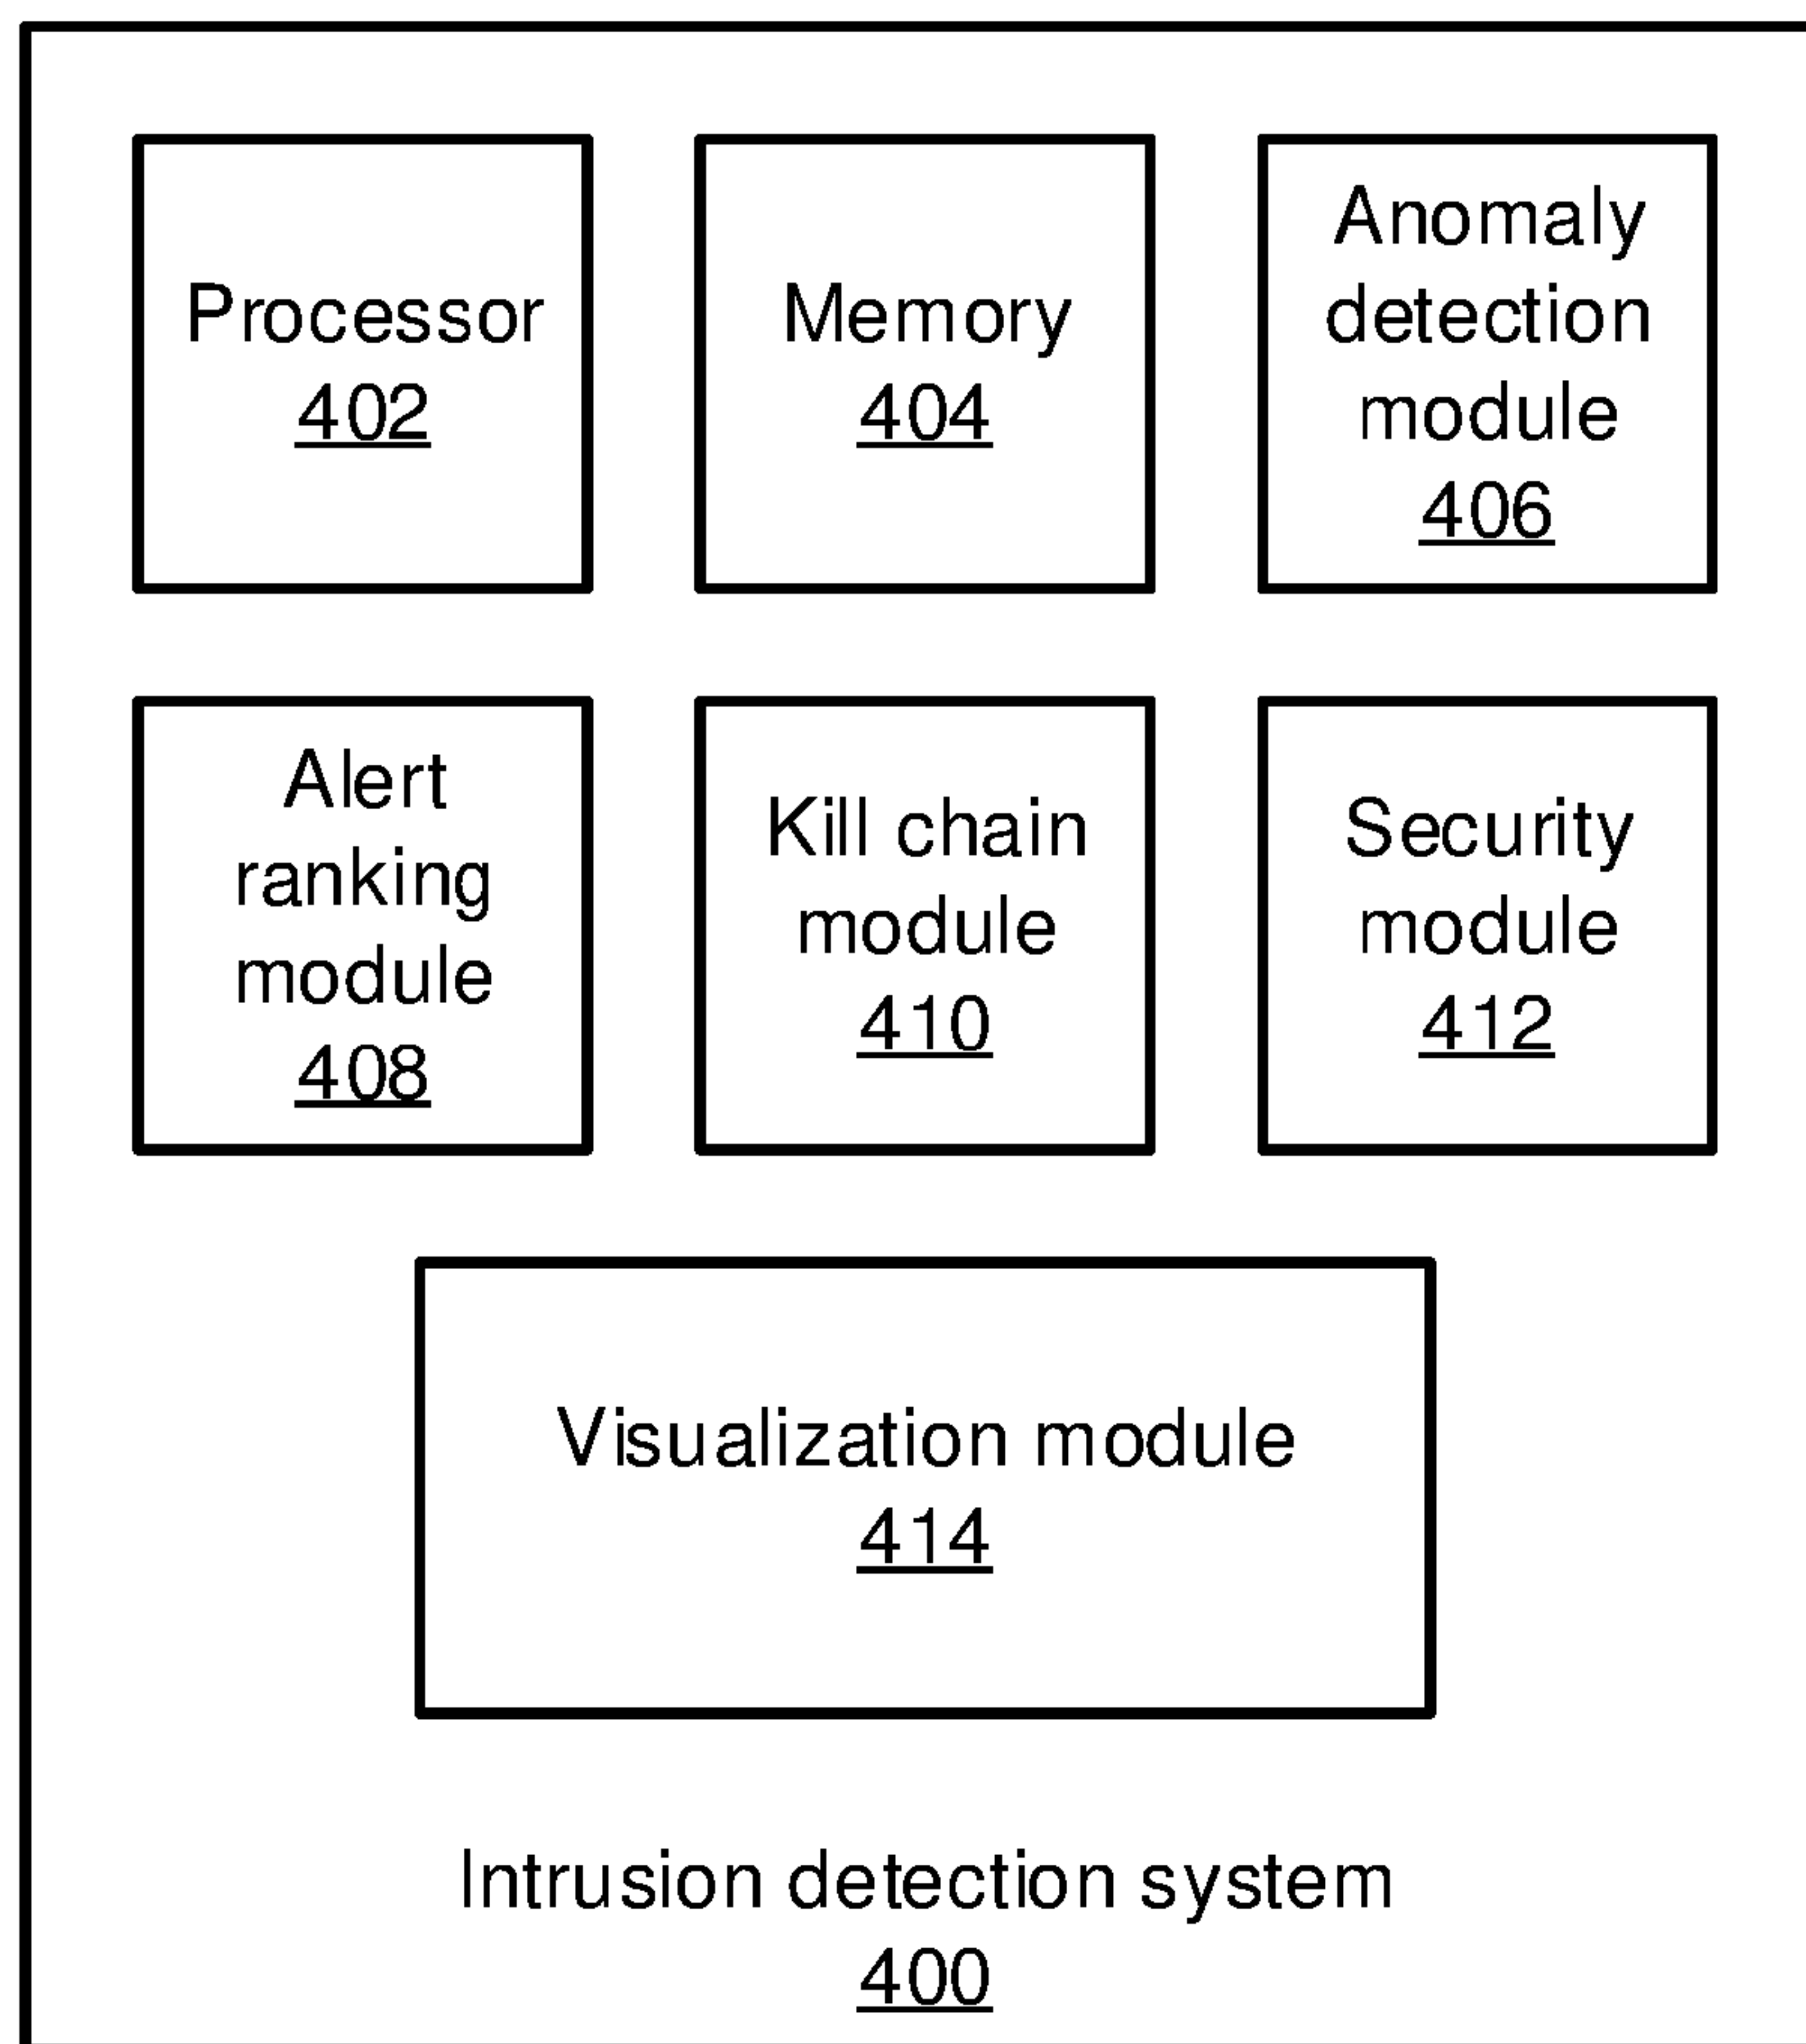 Processor
402
Memory
404
Anomaly
detection
module
406
Alert
ranking
module
408
Kill chain
module
410
Security
module
412
Visualization module
414
Intrusion detection system
400